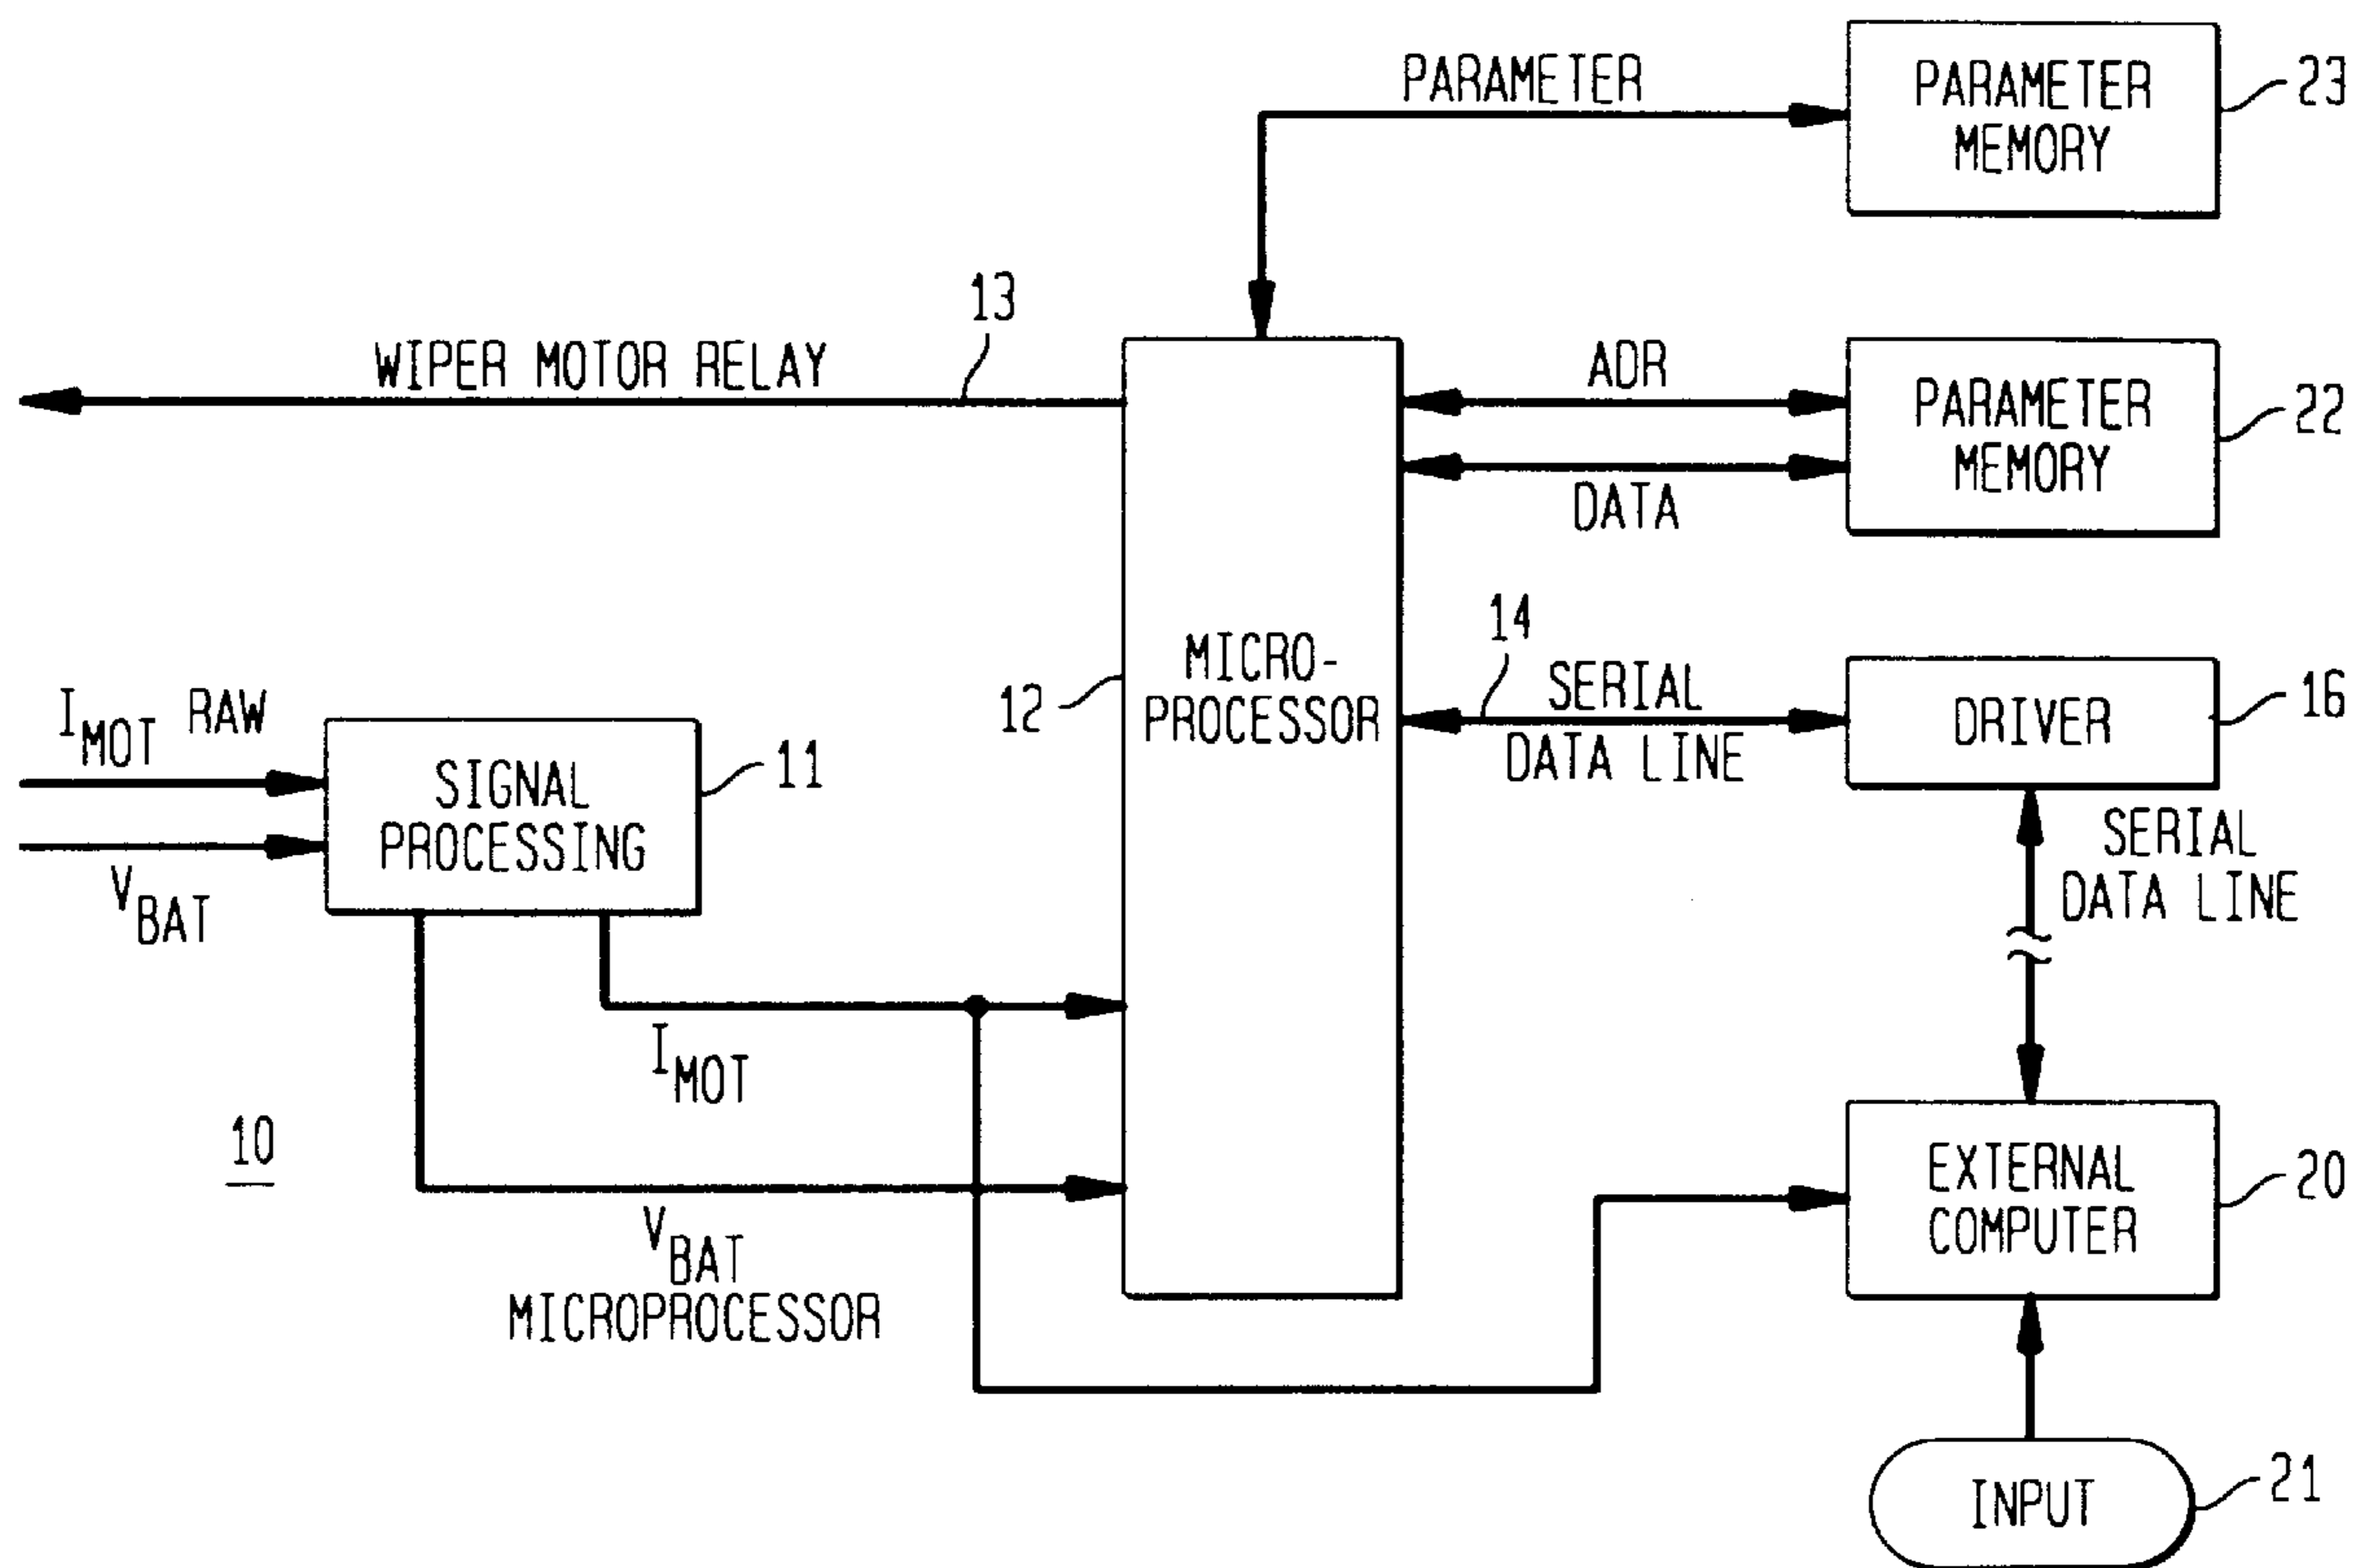 PARAMETER
PARAMETER
MEMORY
23
13
WIPER MOTOR RELAY
ADR
PARAMETER
MEMORY
22
DATA
14
MICRO-
PROCESSOR
12
SERIAL
DATA LINE
DRIVER
16
I MOT RAW
SIGNAL
PROCESSING
11
V BAT
SERIAL
DATA LINE
I MOT
10
V BAT
MICROPROCESSOR
EXTERNAL
COMPUTER
20
INPUT
21